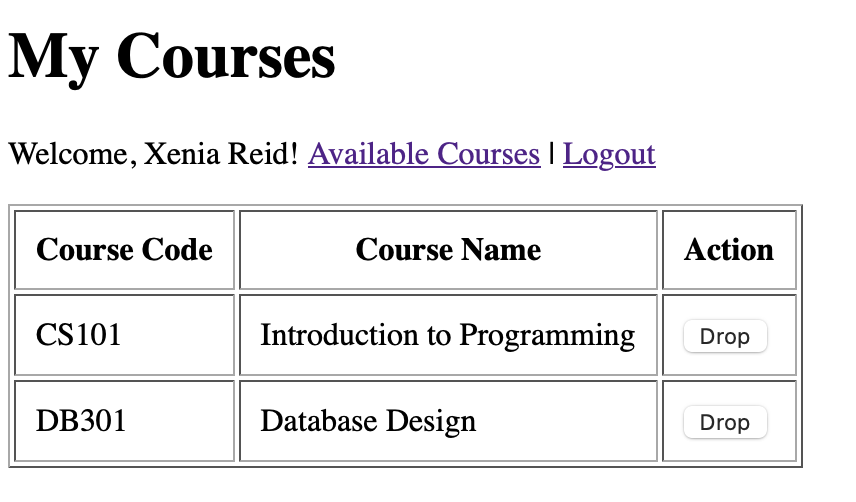 My Courses
Welcome, Xenia Reid! Available Courses | Logout
Course Code Course Name Action
CS101 Introduction to Programming Drop
DB301 Database Design Drop